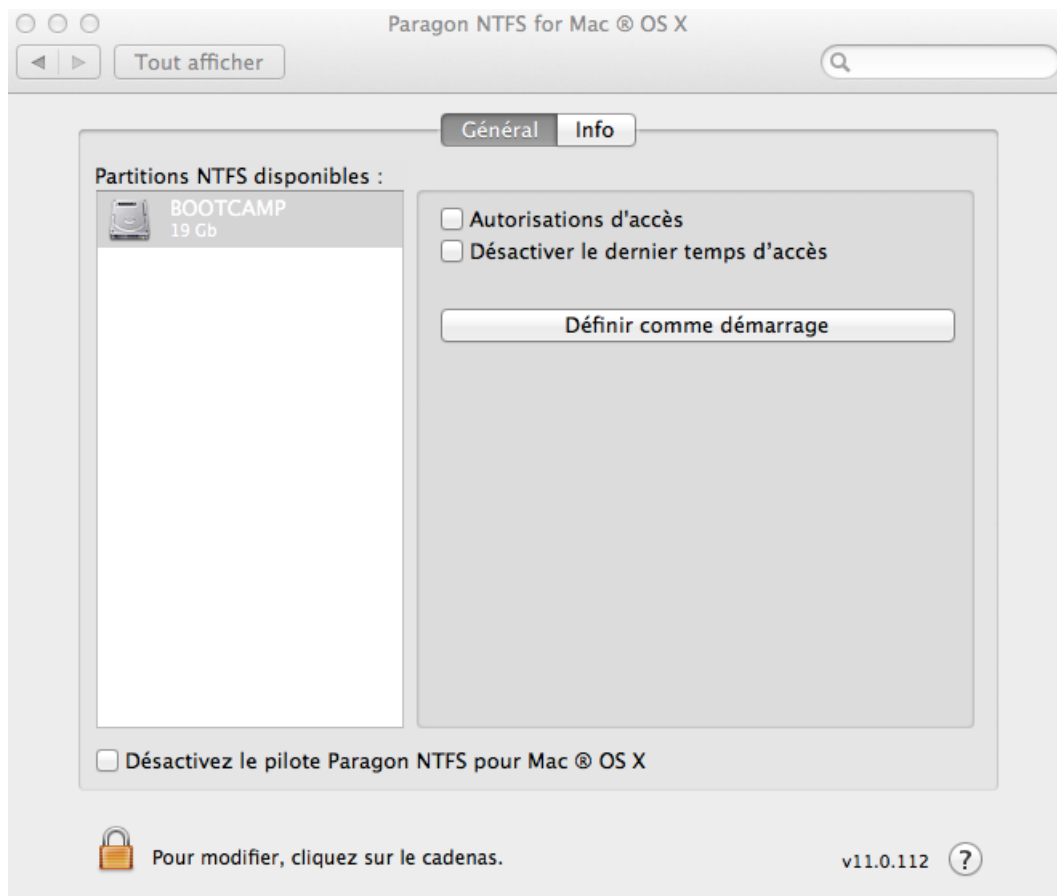 Paragon NTFS for Mac ® OS X
Tout afficher
Général
Info
Partitions NTFS disponibles :
BOOTCAMP
19 Gb
Autorisations d'accès
Désactiver le dernier temps d’accès
Définir comme démarrage
Désactivez le pilote Paragon NTFS pour Mac ® OS X
Pour modifier, cliquez sur le cadenas.
v11.0.112
?